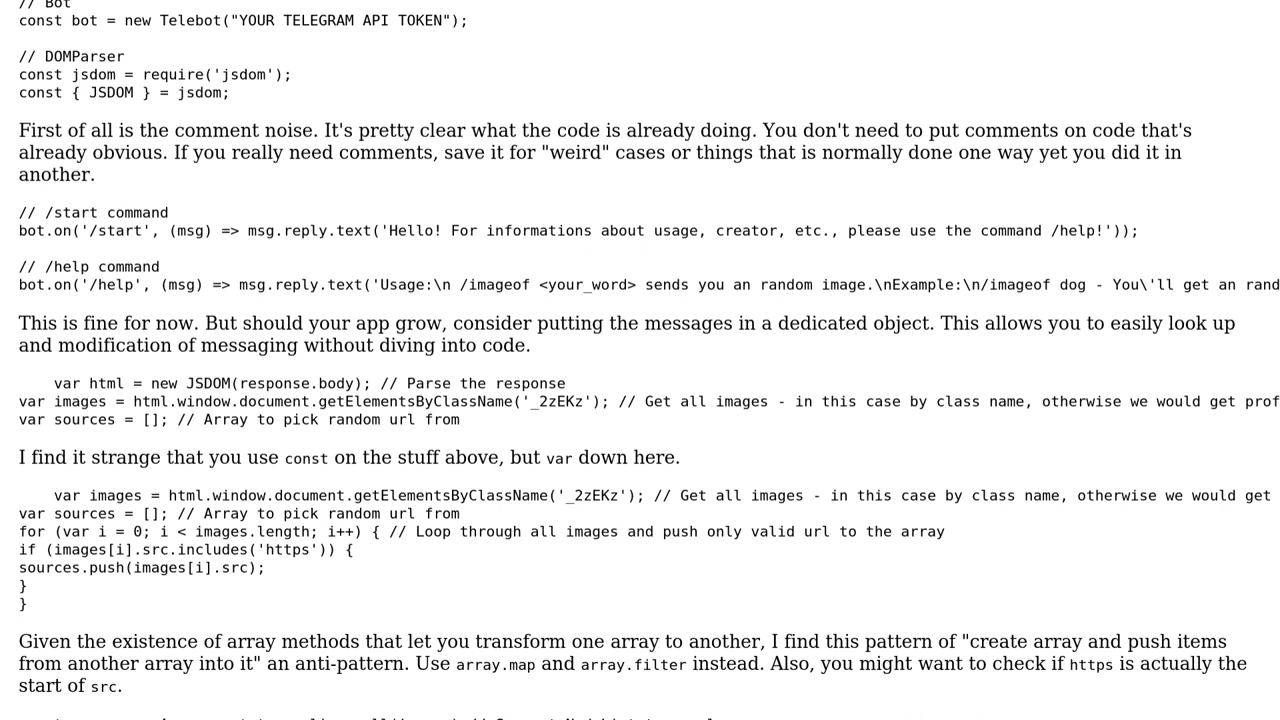 // Bot
const bot = new Telebot("YOUR TELEGRAM API TOKEN");
// DOMParser
const jsdom = require('jsdom');
const { JSDOM } = jsdom;
First of all is the comment noise. It's pretty clear what the code is already doing. You don't need to put comments on code that's
already obvious. If you really need comments, save it for "weird" cases or things that is normally done one way yet you did it in
another.
// /start command
bot.on('/start', (msg) => msg.reply.text('Hello! For informations about usage, creator, etc., please use the command /help!'));
// /help command
bot.on('/help', (msg) => msg.reply.text('Usage:\n /imageof <your_word> sends you an random image.\nExample:\n/imageof dog - You\'ll get an rand
This is fine for now. But should your app grow, consider putting the messages in a dedicated object. This allows you to easily look up
and modification of messaging without diving into code.
var html = new JSDOM(response.body); // Parse the response
var images = html.window.document.getElementsByClassName('_2zEKz'); // Get all images - in this case by class name, otherwise we would get prof
var sources = []; // Array to pick random url from
I find it strange that you use const on the stuff above, but var down here.
var images = html.window.document.getElementsByClassName('_2zEKz'); // Get all images - in this case by class name, otherwise we would get
var sources = []; // Array to pick random url from
for (var i = 0; i < images.length; i++) { // Loop through all images and push only valid url to the array
if (images[i].src.includes('https')) {
sources.push(images[i].src);
}
}
Given the existence of array methods that let you transform one array to another, I find this pattern of "create array and push items
from another array into it" an anti-pattern. Use array.map and array.filter instead. Also, you might want to check if https is actually the
start of src.